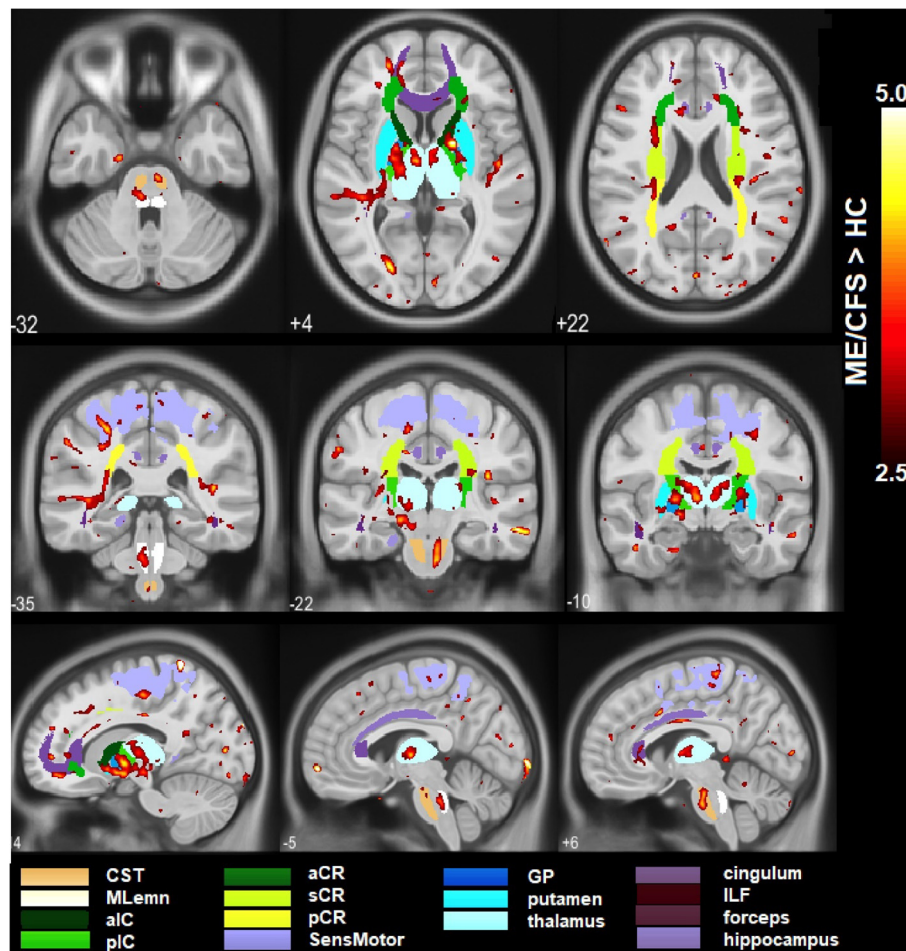 5.0
ME/CFS > HC
2.5
-32
+4
+22
-35
-22
-10
4
-5
+6
CST
MLemn
aIC
pIC
aCR
sCR
pCR
SensMotor
GP
putamen
thalamus
cingulum
ILF
forceps
hippocampus